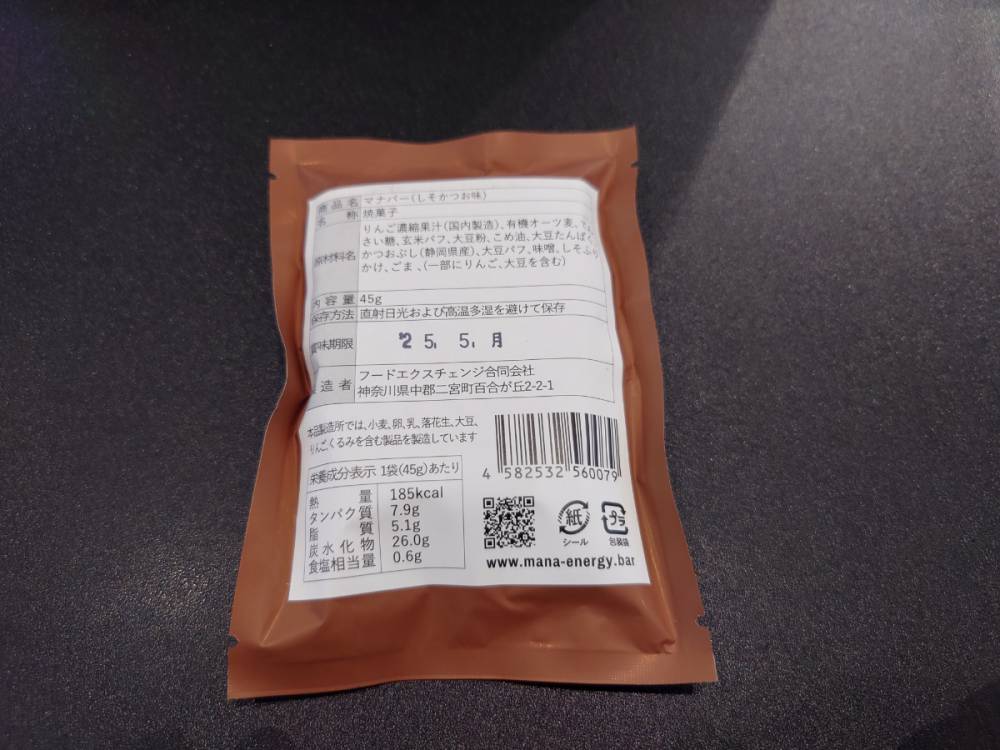 商品名 マナバー(しそかつお味)
名称 焼菓子
原材料名 りんご濃縮果汁(国内製造)、有機オーツ麦、てん
さい糖、玄米パフ、大豆粉、こめ油、大豆たんぱく、
かつおぶし(静岡県産)、大豆パフ、味噌、しそふり
かけ、ごま 、(一部にりんご、大豆を含む)
内容量 45g
保存方法 直射日光および高温多湿を避けて保存
賞味期限 25. 5. 月
製造者 フードエクスチェンジ合同会社
神奈川県中郡二宮町百合が丘2-2-1
本品製造所では、小麦、卵、乳、落花生、大豆、
りんご、くるみを含む製品を製造しています
4 582532 560079
栄養成分表示 1袋(45g)あたり
熱量 185kcal
タンパク質 7.9g
脂質 5.1g
炭水化物 26.0g
食塩相当量 0.6g
紙
シール
プラ
包装袋
www.mana-energy.bar